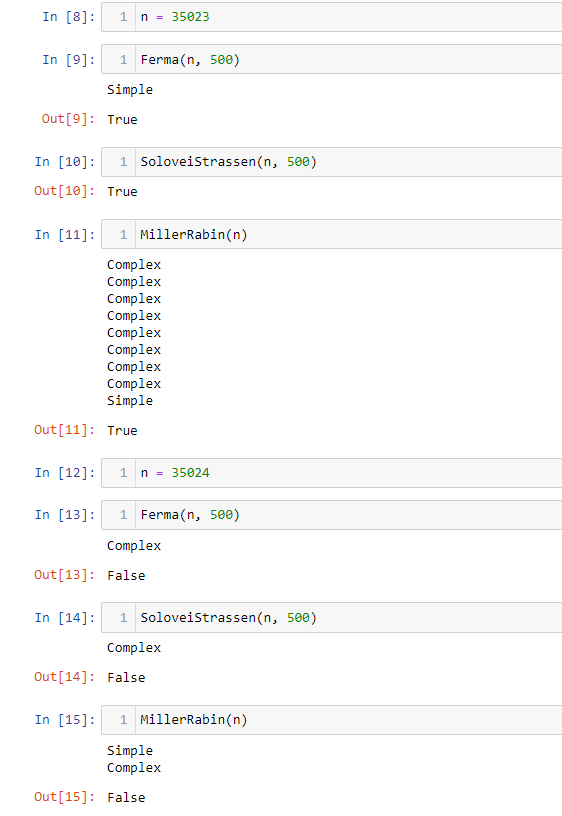 In [8]: 1 n = 35023
In [9]: 1 Ferma(n, 500)
Simple
Out[9]: True
In [10]: 1 SoloveiStrassen(n, 500)
Out[10]: True
In [11]: 1 MillerRabin(n)
Complex
Complex
Complex
Complex
Complex
Complex
Complex
Complex
Simple
Out[11]: True
In [12]: 1 n = 35024
In [13]: 1 Ferma(n, 500)
Complex
Out[13]: False
In [14]: 1 SoloveiStrassen(n, 500)
Complex
Out[14]: False
In [15]: 1 MillerRabin(n)
Simple
Complex
Out[15]: False